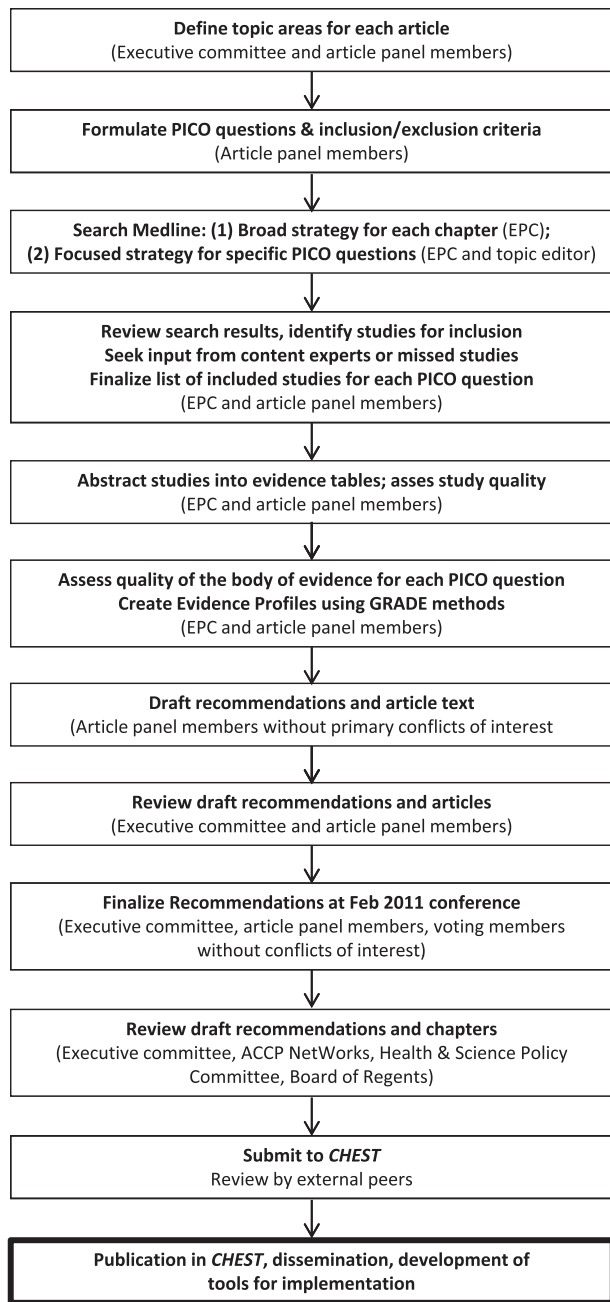 Define topic areas for each article
(Executive committee and article panel members)
Formulate PICO questions & inclusion/exclusion criteria
(Article panel members)
Search Medline: (1) Broad strategy for each chapter (EPC);
(2) Focused strategy for specific PICO questions (EPC and topic editor)
Review search results, identify studies for inclusion
Seek input from content experts or missed studies
Finalize list of included studies for each PICO question
(EPC and article panel members)
Abstract studies into evidence tables; asses study quality
(EPC and article panel members)
Assess quality of the body of evidence for each PICO question
Create Evidence Profiles using GRADE methods
(EPC and article panel members)
Draft recommendations and article text
(Article panel members without primary conflicts of interest
Review draft recommendations and articles
(Executive committee and article panel members)
Finalize Recommendations at Feb 2011 conference
(Executive committee, article panel members, voting members
without conflicts of interest)
Review draft recommendations and chapters
(Executive committee, ACCP NetWorks, Health & Science Policy
Committee, Board of Regents)
Submit to CHEST
Review by external peers
Publication in CHEST, dissemination, development of
tools for implementation